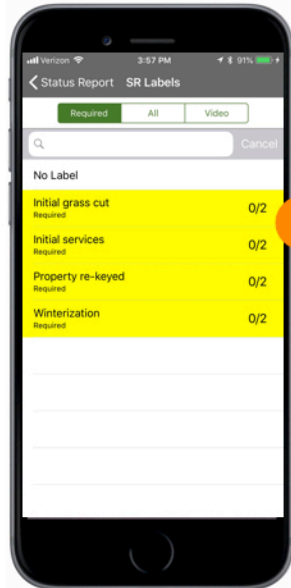 Verizon 3:57 PM 91%
Status Report SR Labels
Required All Video
Cancel
No Label
Initial grass cut
Required
0/2
Initial services
Required
0/2
Property re-keyed
Required
0/2
Winterization
Required
0/2